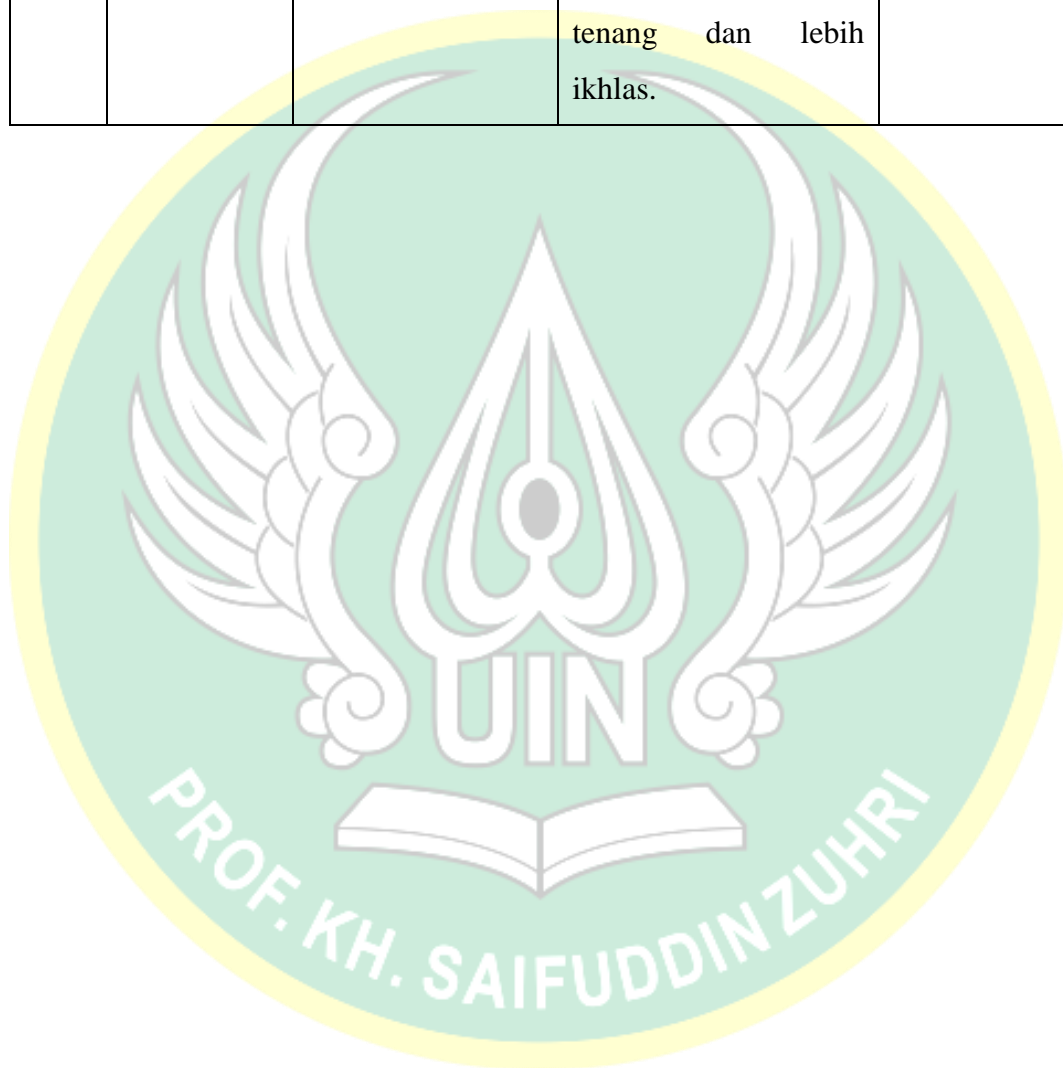 tenang dan lebih
ikhlas.
UIN
PROF. KH. SAIFUDDIN ZUHRI